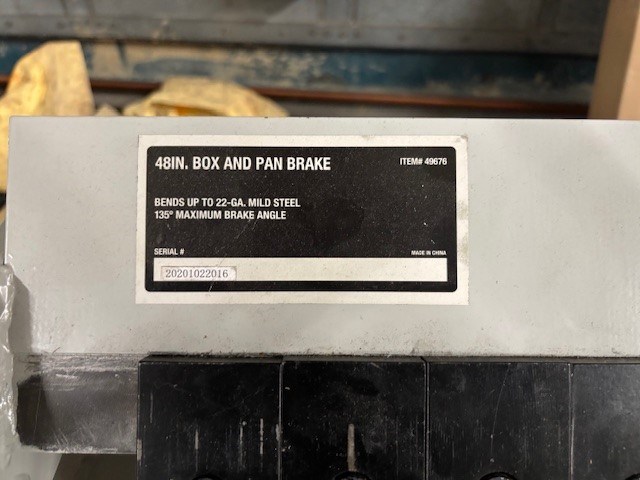 48IN. BOX AND PAN BRAKE ITEM# 49676
BENDS UP TO 22-GA. MILD STEEL
135° MAXIMUM BRAKE ANGLE
SERIAL # MADE IN CHINA
20201022016